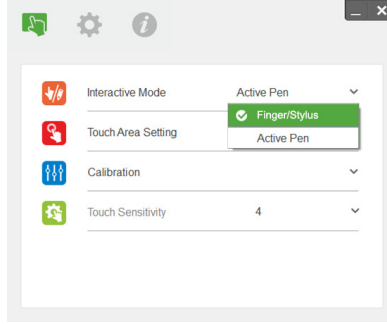 Interactive Mode Active Pen
Finger/Stylus
Touch Area Setting
Active Pen
Calibration
Touch Sensitivity 4